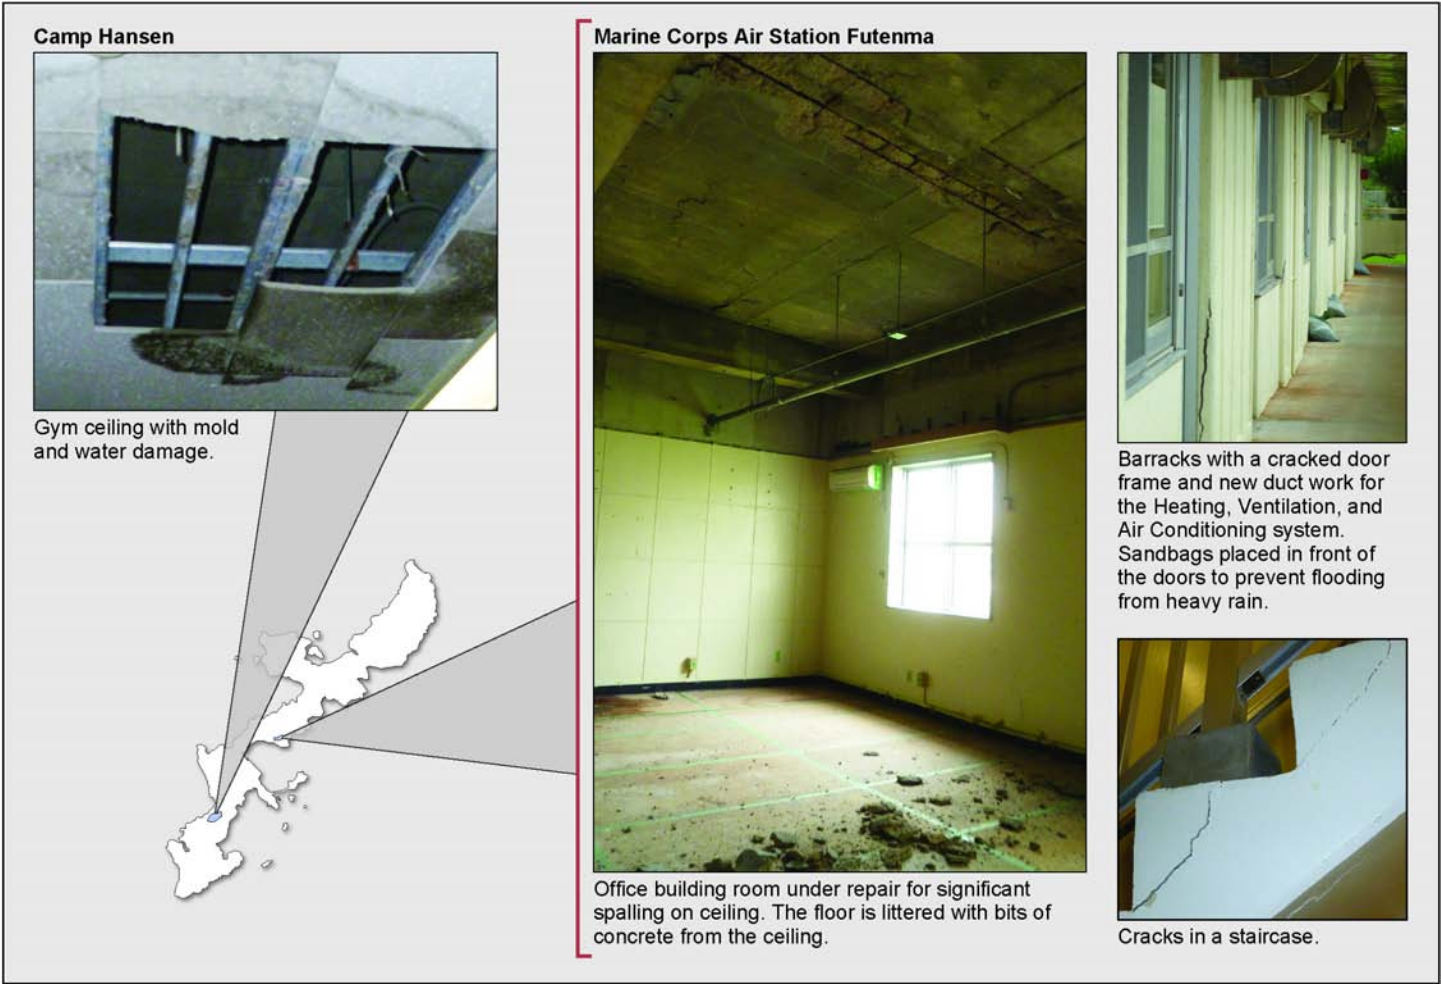 Camp Hansen
Gym ceiling with mold
and water damage.
Marine Corps Air Station Futenma
Office building room under repair for significant
spalling on ceiling. The floor is littered with bits of
concrete from the ceiling.
Barracks with a cracked door
frame and new duct work for
the Heating, Ventilation, and
Air Conditioning system.
Sandbags placed in front of
the doors to prevent flooding
from heavy rain.
Cracks in a staircase.